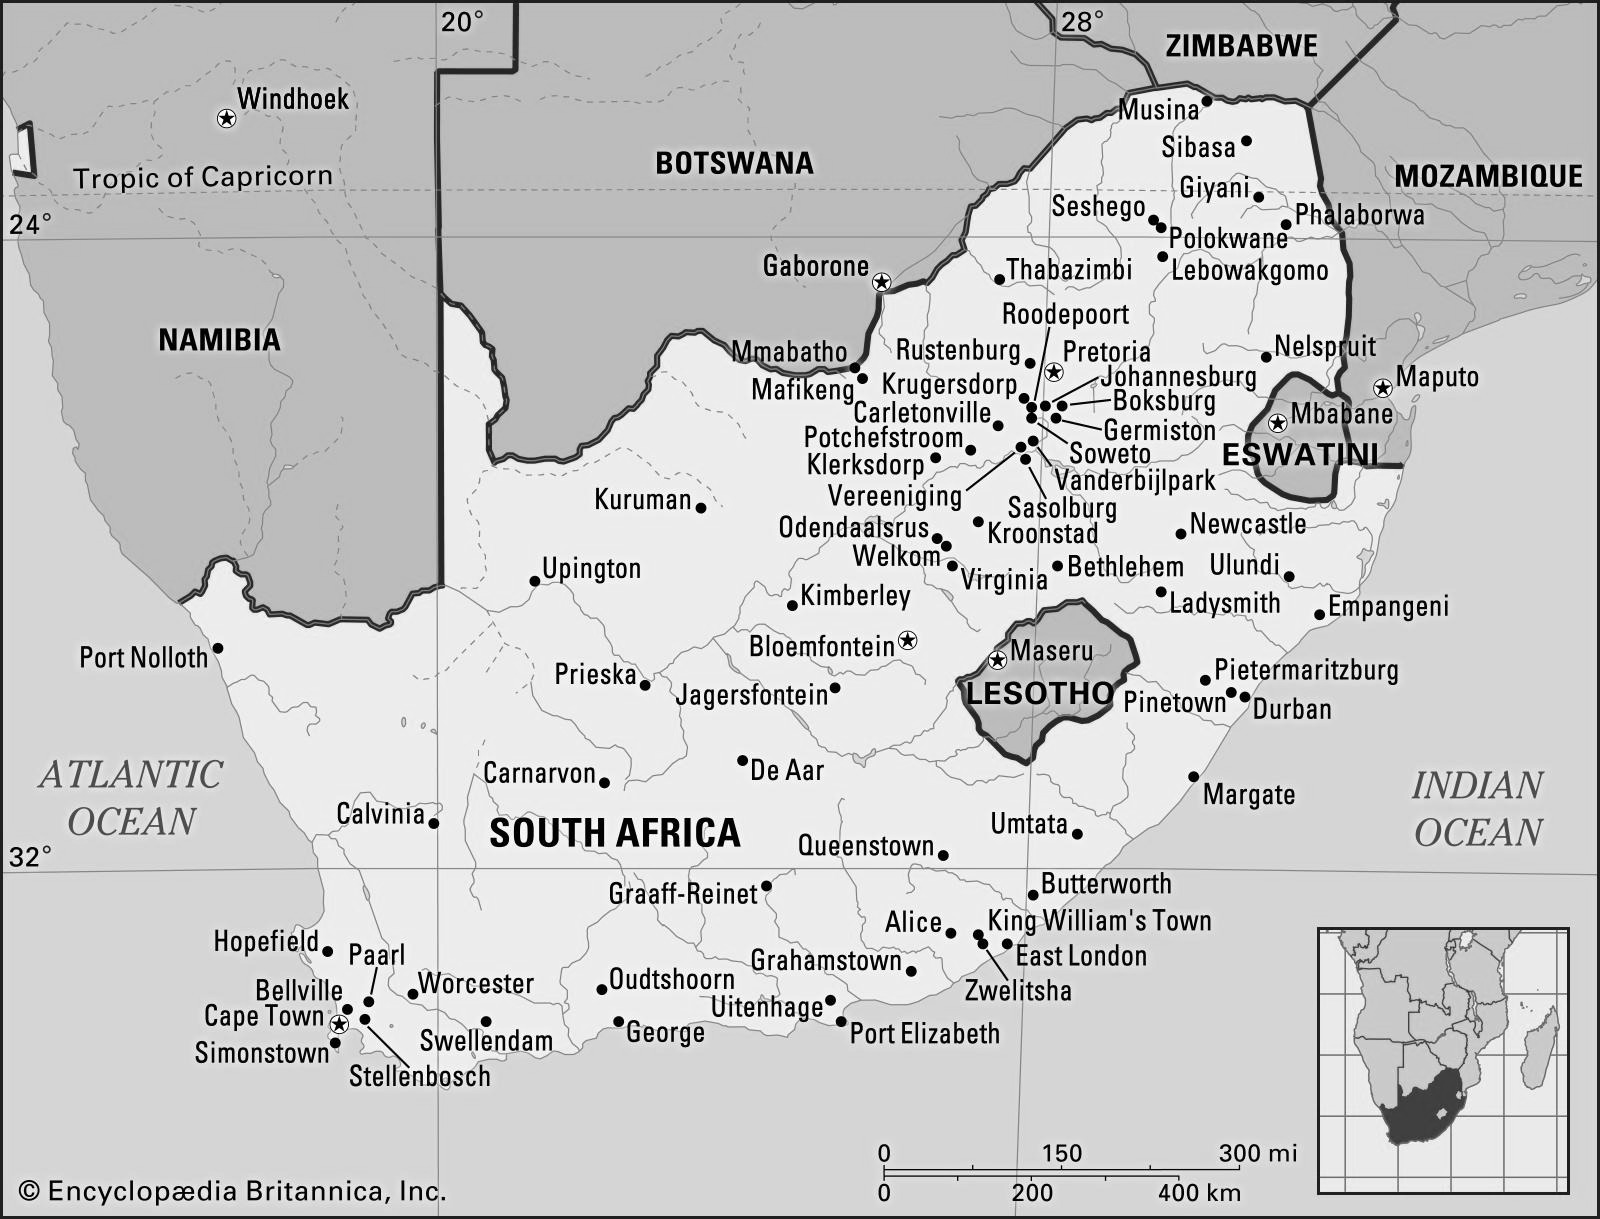 20°
28°
ZIMBABWE
Windhoek
Musina
Sibasa
BOTSWANA
Tropic of Capricorn
MOZAMBIQUE
Giyani
Seshego
Phalaborwa
24°
Polokwane
Gaborone
Thabazimbi
Lebowakgomo
Roodepoort
NAMIBIA
Mmabatho
Rustenburg
Pretoria
Nelspruit
Mafikeng
Krugersdorp
Johannesburg
Maputo
Carletonville
Boksburg
Mbabane
Potchefstroom
Germiston
Klerksdorp
Soweto
ESWATINI
Vereeniging
Vanderbijlpark
Kuruman
Sasolburg
Odendaalsrus
Kroonstad
Newcastle
Welkom
Upington
Virginia
Bethlehem
Ulundi
Kimberley
Ladysmith
Empangeni
Bloemfontein
Maseru
Port Nolloth
Prieska
Jagersfontein
LESOTHO
Pietermaritzburg
Pinetown
Durban
ATLANTIC
OCEAN
Carnarvon
De Aar
INDIAN
OCEAN
Margate
Calvinia
SOUTH AFRICA
Umtata
Queenstown
32°
Graaff-Reinet
Butterworth
Alice
King William's Town
Hopefield
Paarl
East London
Grahamstown
Bellville
Worcester
Oudtshoorn
Zwelitsha
Cape Town
Uitenhage
Simonstown
Swellendam
George
Port Elizabeth
Stellenbosch
0 150 300 mi
0 200 400 km
© Encyclopædia Britannica, Inc.